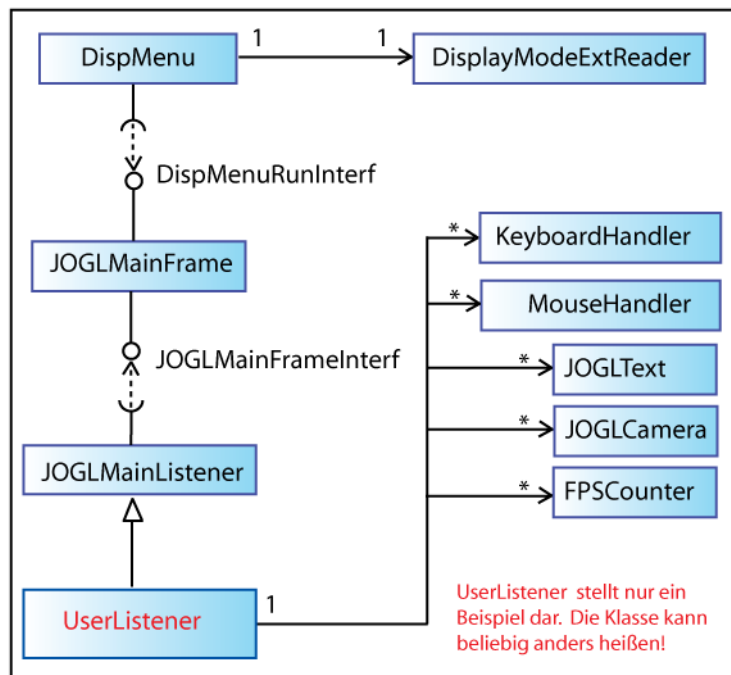 DispMenu
1
1
DisplayModeExtReader
DispMenuRunInterf
JOGLMainFrame
JOGLMainFrameInterf
JOGLMainListener
UserListener
1
*
KeyboardHandler
*
MouseHandler
*
JOGLText
*
JOGLCamera
*
FPSCounter
UserListener stellt nur ein
Beispiel dar. Die Klasse kann
beliebig anders heißen!